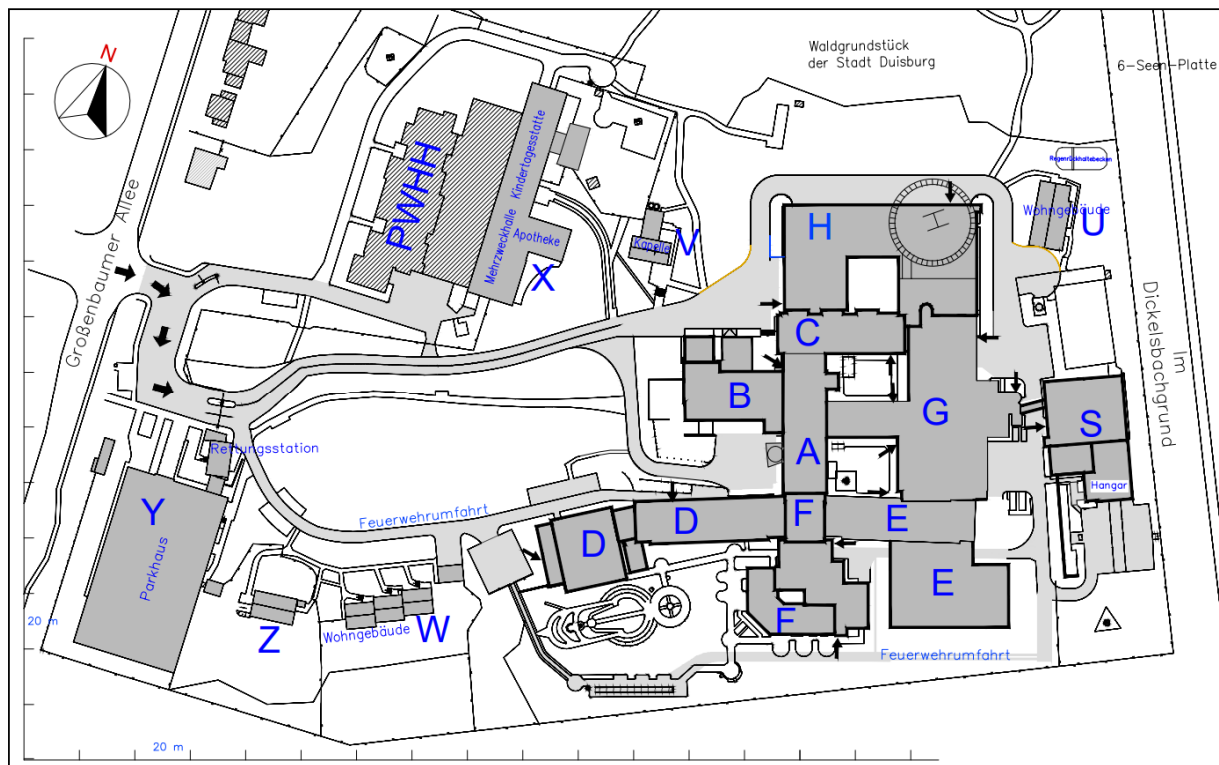 N
Waldgrundstück
der Stadt Duisburg
6-Seen-Platte
Großenbaumer Allee
PWHH
Mehrzweckhalle
Kindertagesstatte
Apotheke
X
Kapelle
V
L
H
H
Regenrückhaltebecken
Wohngebäude
U
Im
Dickelsbachgrund
C
B
G
A
S
Hangar
Rettungsstation
Y
Parkhaus
Feuerwehrumfahrt
D
D
F
E
E
F
Z
Wohngebäude
W
Feuerwehrumfahrt
20 m
20 m